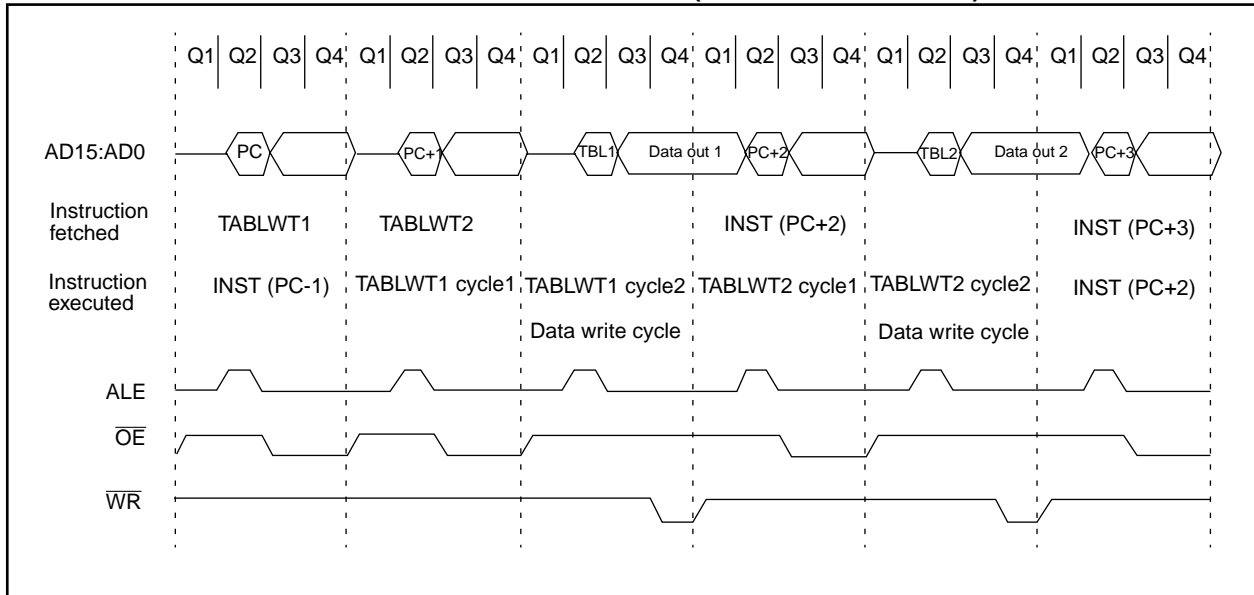 Q1 Q2 Q3 Q4 Q1 Q2 Q3 Q4 Q1 Q2 Q3 Q4 Q1 Q2 Q3 Q4 Q1 Q2 Q3 Q4 Q1 Q2 Q3 Q4
AD15:AD0 PC PC+1 TBL1 Data out 1 PC+2 TBL2 Data out 2 PC+3
Instruction
fetched
TABLWT1 TABLWT2 INST (PC+2) INST (PC+3)
Instruction
executed
INST (PC-1) TABLWT1 cycle1 TABLWT1 cycle2 TABLWT2 cycle1 TABLWT2 cycle2 INST (PC+2)
Data write cycle Data write cycle
ALE
OE
WR